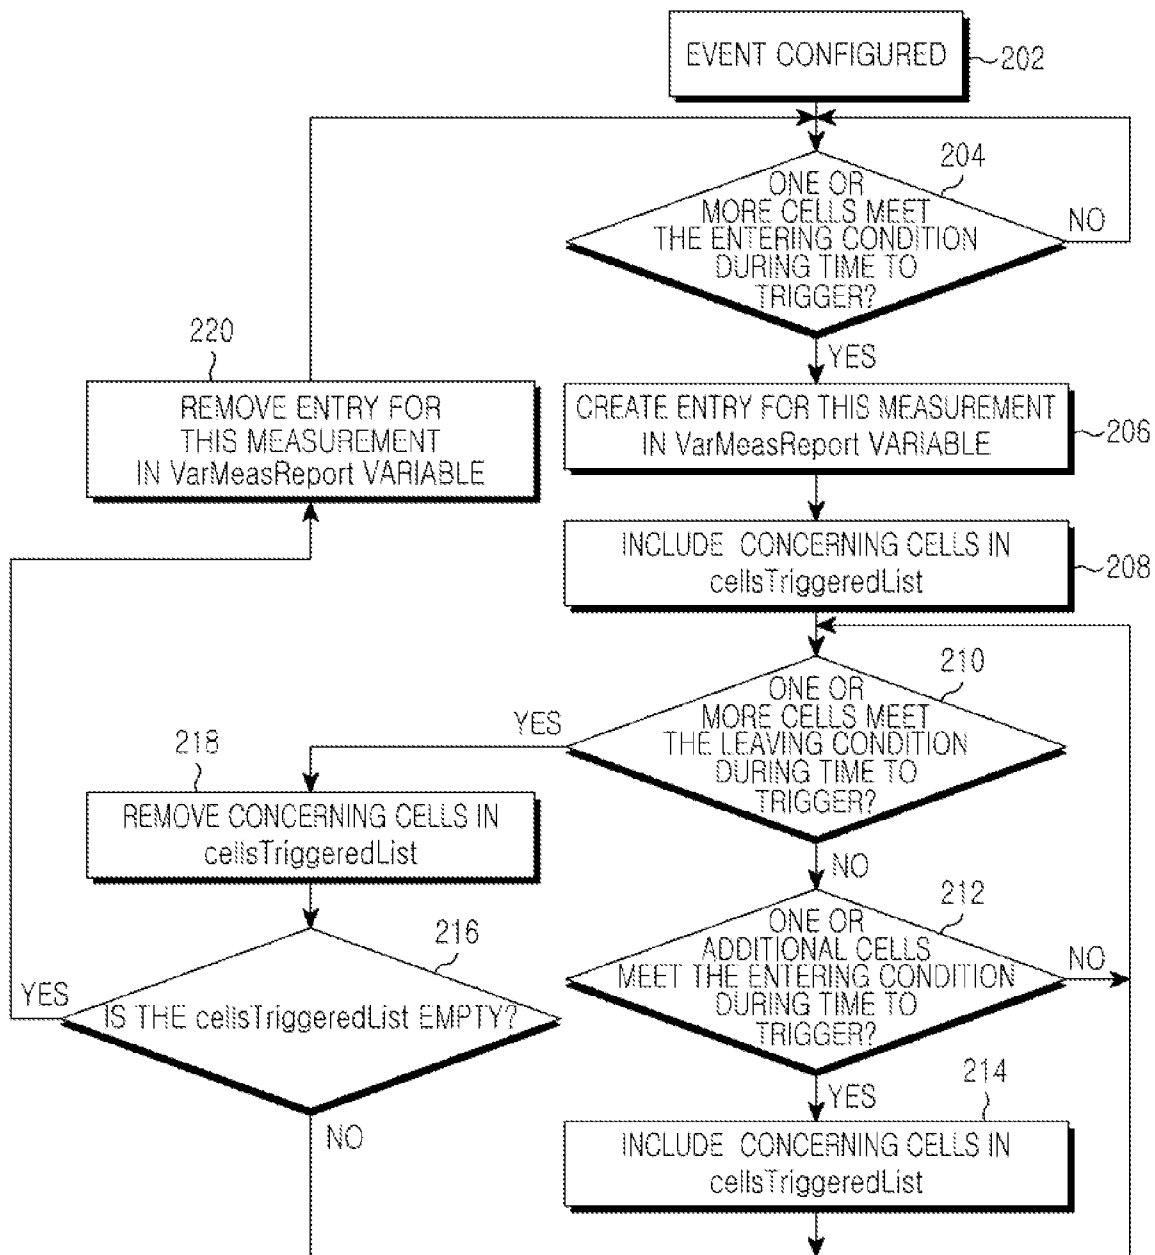 EVENT CONFIGURED
202
204
ONE OR
MORE CELLS MEET
THE ENTERING CONDITION
DURING TIME TO
TRIGGER?
NO
YES
220
REMOVE ENTRY FOR
THIS MEASUREMENT
IN VarMeasReport VARIABLE
CREATE ENTRY FOR THIS MEASUREMENT
IN VarMeasReport VARIABLE
206
INCLUDE CONCERNING CELLS IN
cellsTriggeredList
208
210
ONE OR
MORE CELLS MEET
THE LEAVING CONDITION
DURING TIME TO
TRIGGER?
YES
NO
218
REMOVE CONCERNING CELLS IN
cellsTriggeredList
212
ONE OR
ADDITIONAL CELLS
MEET THE ENTERING CONDITION
DURING TIME TO
TRIGGER?
NO
YES
216
IS THE cellsTriggeredList EMPTY?
YES
NO
214
INCLUDE CONCERNING CELLS IN
cellsTriggeredList